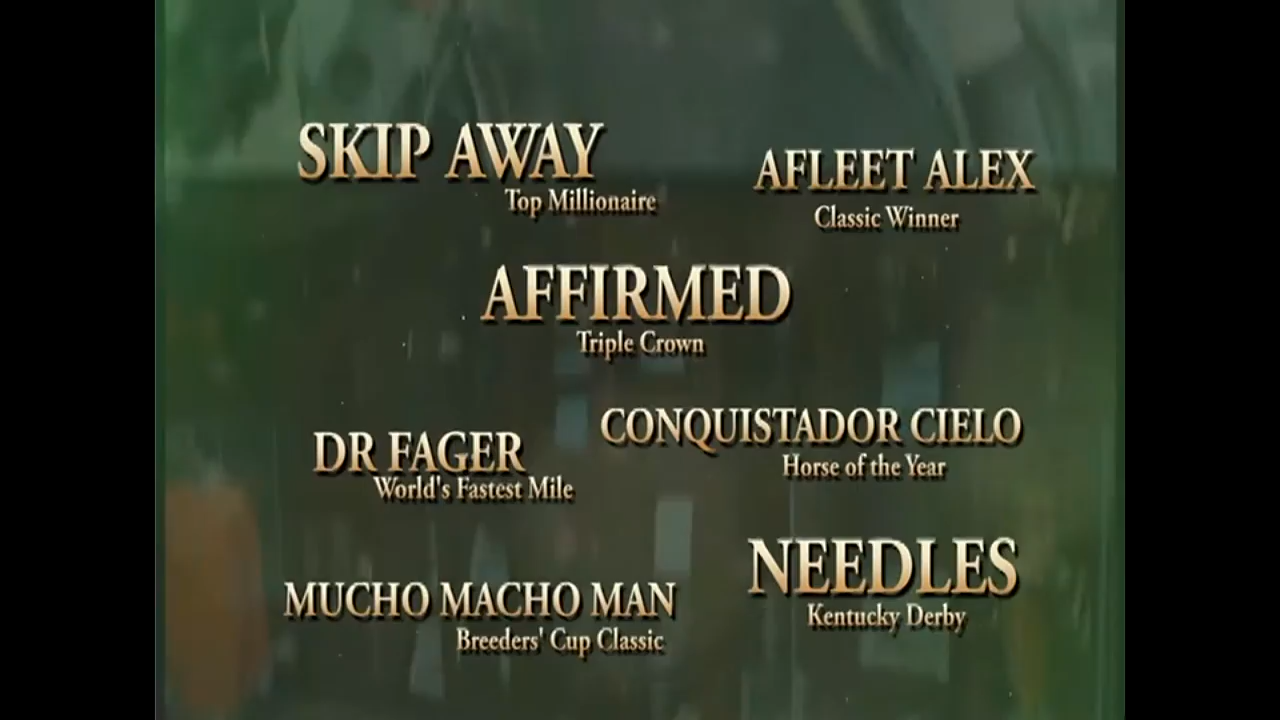 SKIP AWAY
Top Millionaire
AFLEET ALEX
Classic Winner
AFFIRMED
Triple Crown
CONQUISTADOR CIELO
Horse of the Year
DR FAGER
World's Fastest Mile
NEEDLES
Kentucky Derby
MUCHO MACHO MAN
Breeders' Cup Classic